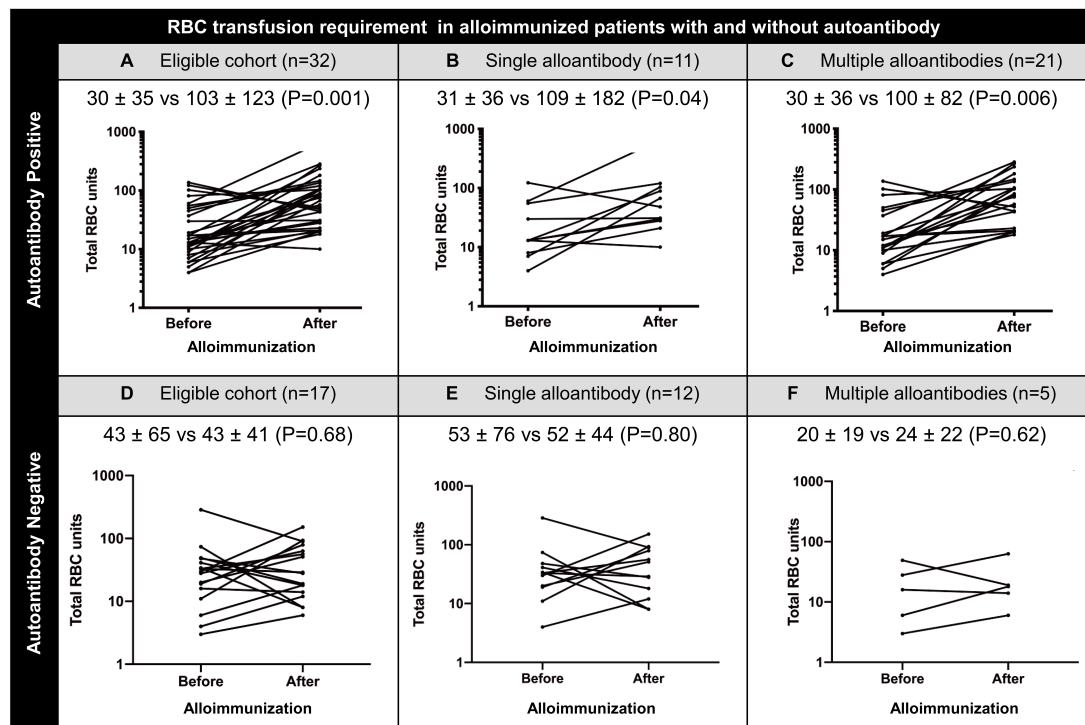 RBC transfusion requirement in alloimmunized patients with and without autoantibody
Autoantibody Positive
A Eligible cohort (n=32)
30 ± 35 vs 103 ± 123 (P=0.001)
Total RBC units
1000
100
10
1
Before After
Alloimmunization
B Single alloantibody (n=11)
31 ± 36 vs 109 ± 182 (P=0.04)
Total RBC units
1000
100
10
1
Before After
Alloimmunization
C Multiple alloantibodies (n=21)
30 ± 36 vs 100 ± 82 (P=0.006)
Total RBC units
1000
100
10
1
Before After
Alloimmunization
Autoantibody Negative
D Eligible cohort (n=17)
43 ± 65 vs 43 ± 41 (P=0.68)
Total RBC units
1000
100
10
1
Before After
Alloimmunization
E Single alloantibody (n=12)
53 ± 76 vs 52 ± 44 (P=0.80)
Total RBC units
1000
100
10
1
Before After
Alloimmunization
F Multiple alloantibodies (n=5)
20 ± 19 vs 24 ± 22 (P=0.62)
Total RBC units
1000
100
10
1
Before After
Alloimmunization